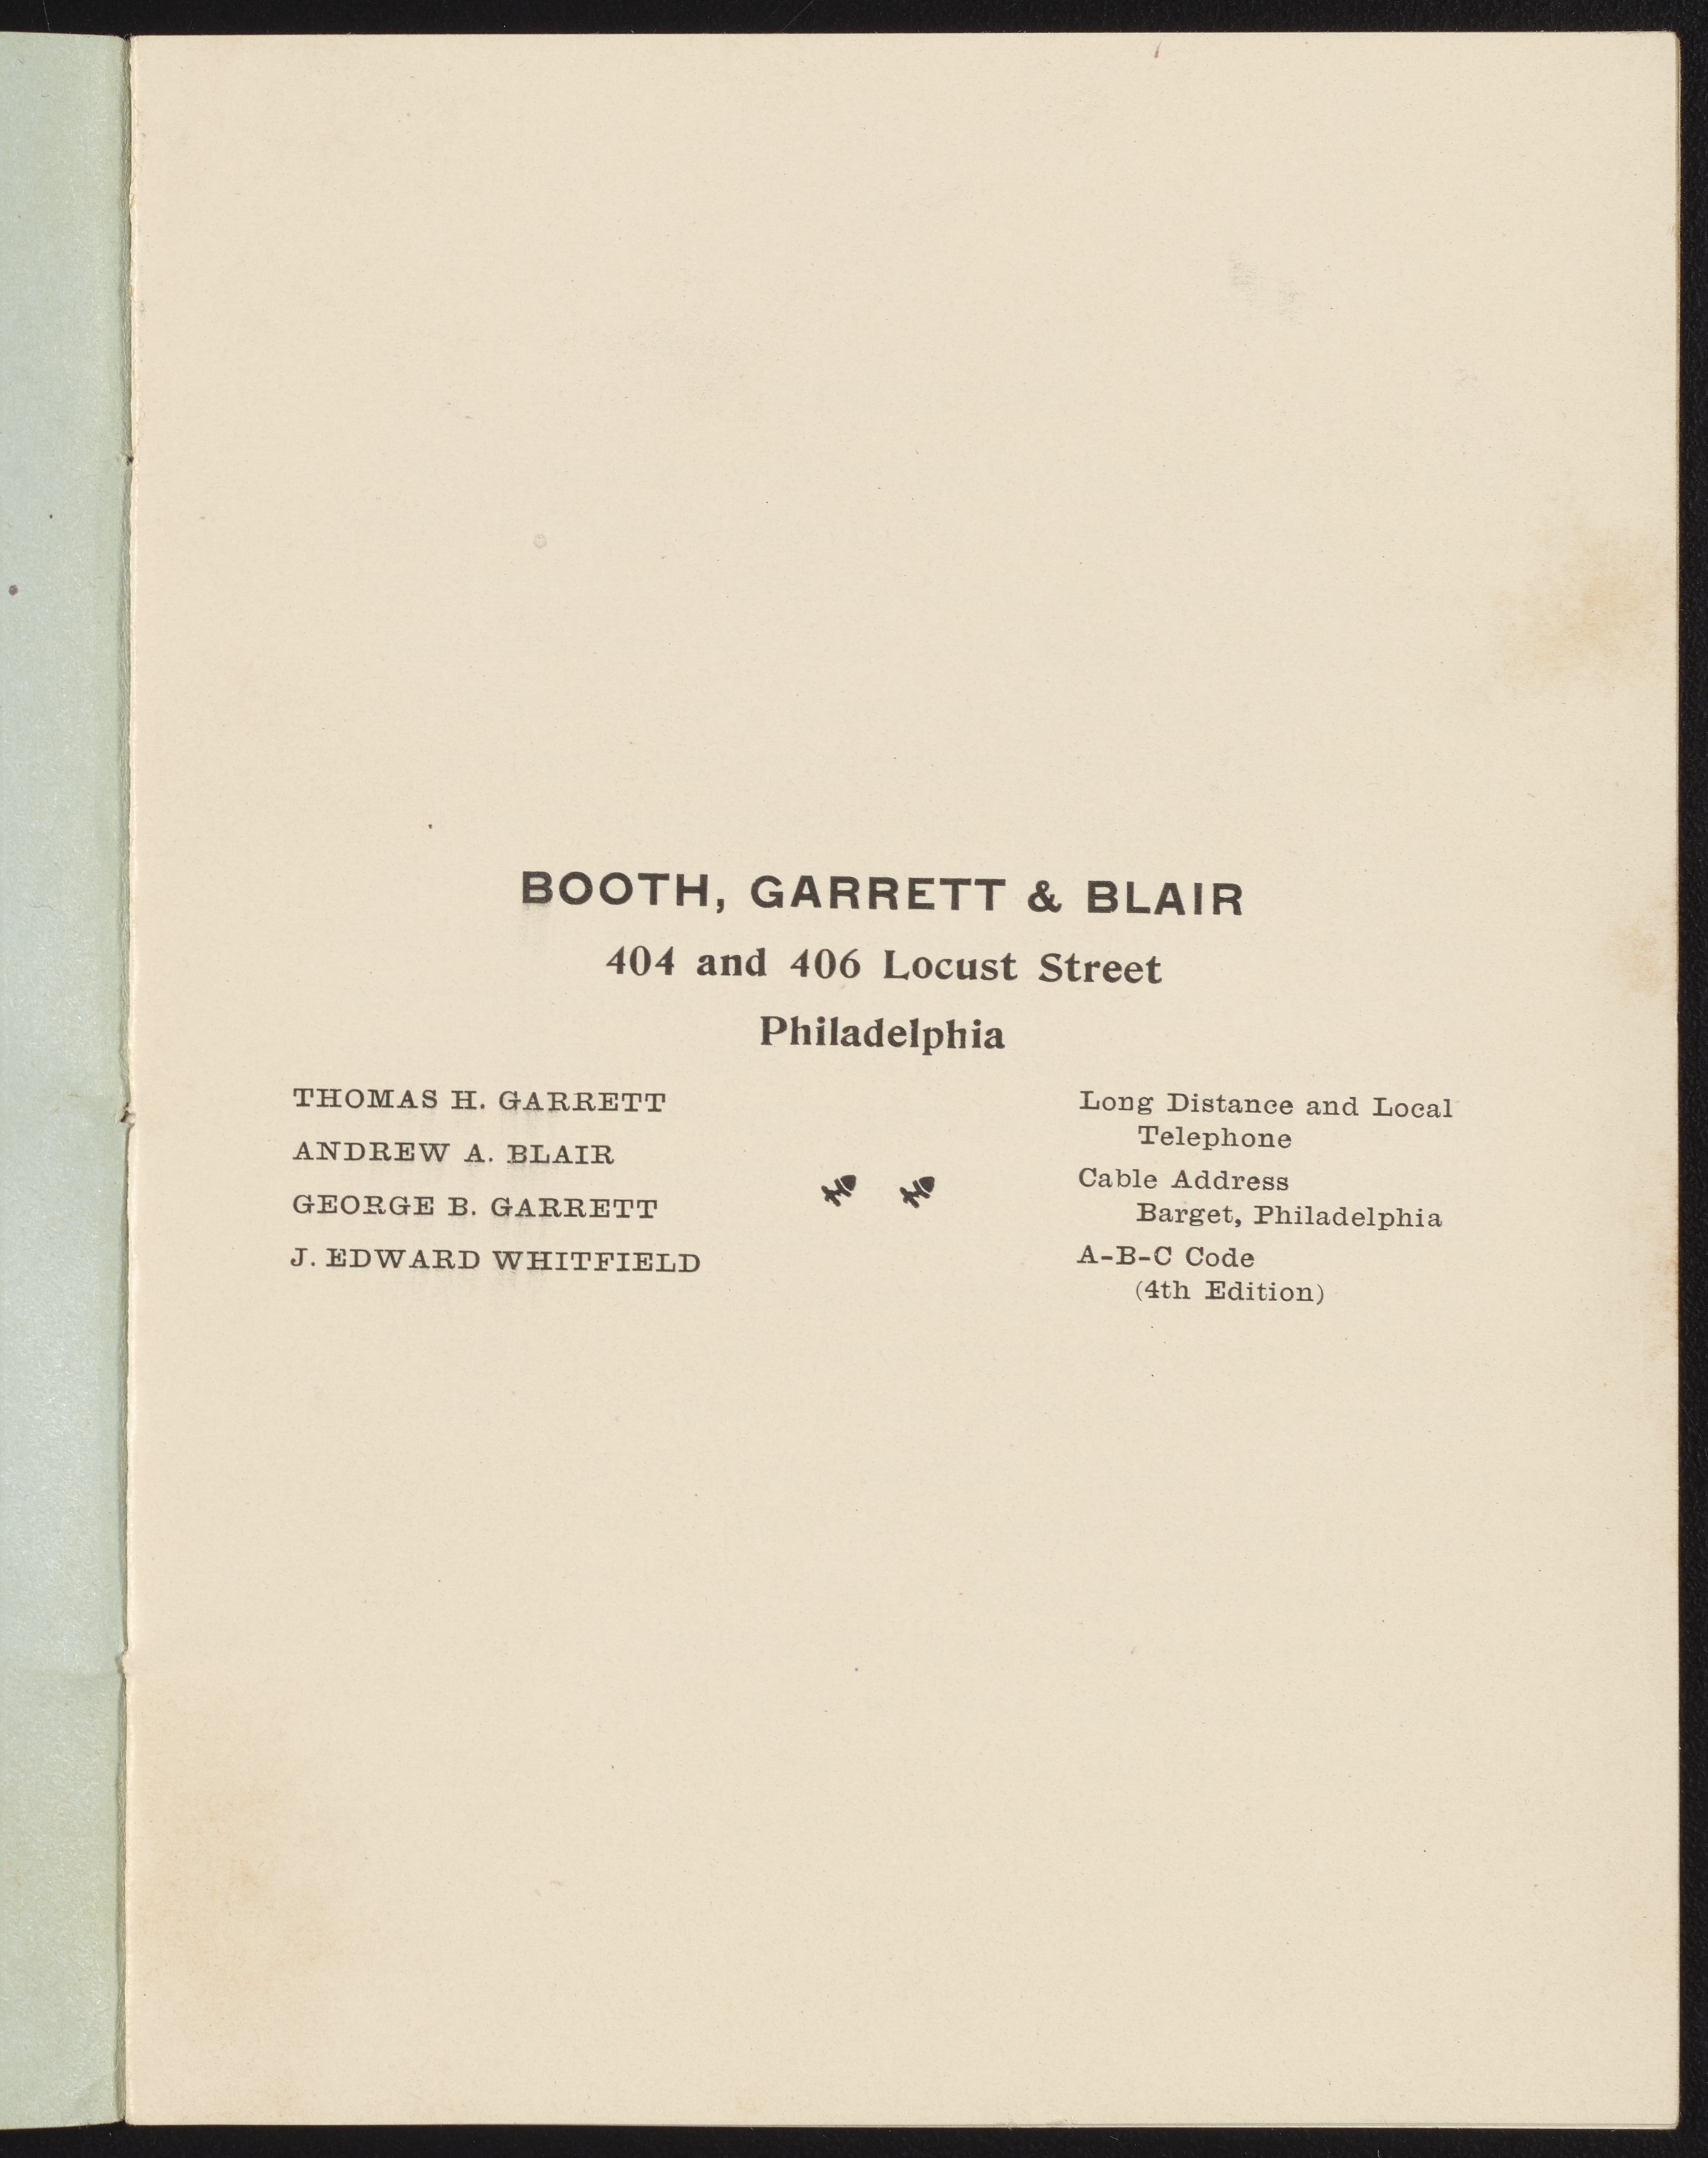 BOOTH, GARRETT & BLAIR
404 and 406 Locust Street
Philadelphia
THOMAS H. GARRETT
ANDREW A. BLAIR
GEORGE B. GARRETT
J. EDWARD WHITFIELD
Long Distance and Local
Telephone
Cable Address
Barget, Philadelphia
A-B-C Code
(4th Edition)